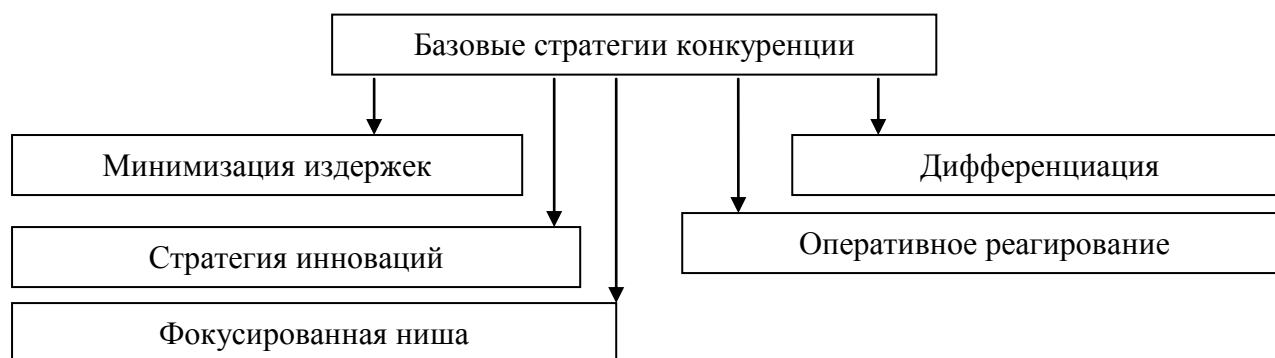 Базовые стратегии конкуренции
Минимизация издержек
Дифференциация
Стратегия инноваций
Оперативное реагирование
Фокусированная ниша